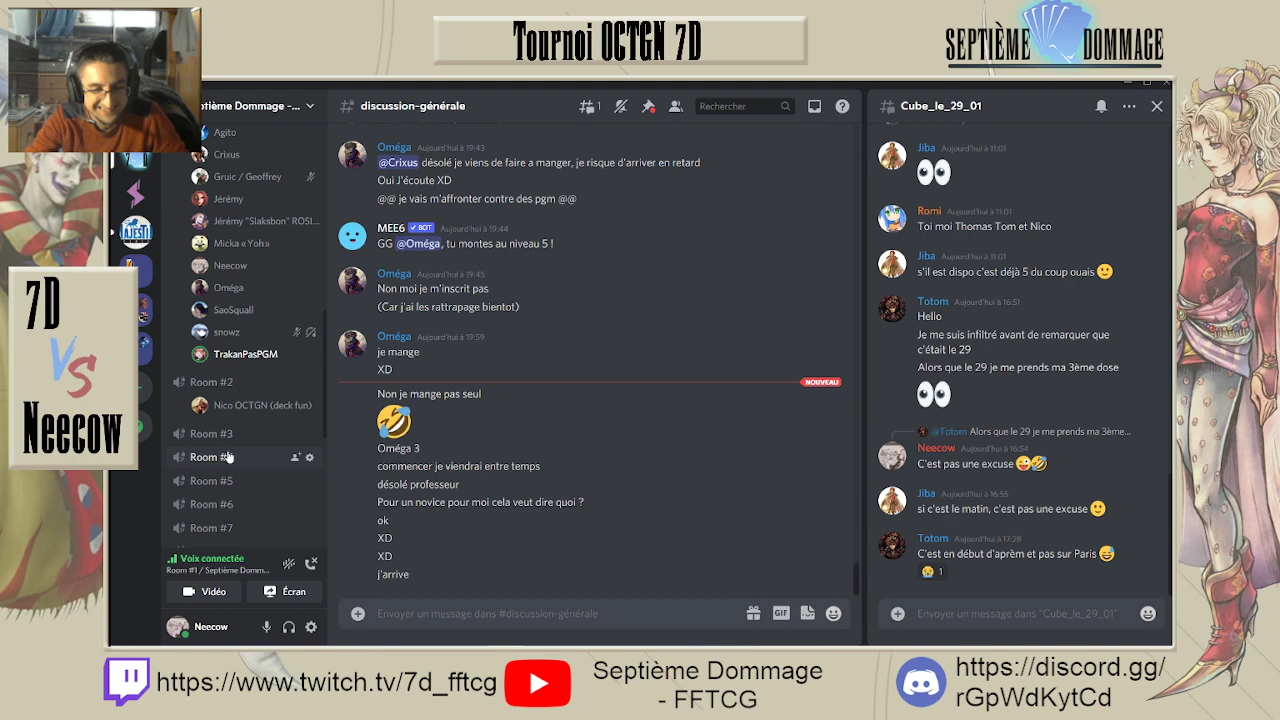 Tournoi OCTGN 7D
SEPTIÈME DOMMAGE
7D
VS
Neecow
ptième Dommage -...
Agito
Crixus
Gruic / Geoffrey
Jérémy
Jérémy "Slaksbon" ROSI...
Micka « Yoh »
Neecow
Oméga
SaoSquall
snowz
TrakanPasPGM
Room #2
Nico OCTGN (deck fun)
Room #3
Room #
Room #5
Room #6
Room #7
Voix connectée
Room #1 / Septième Domm...
Vidéo
Écran
Neecow
discussion-générale
1
Rechercher
Oméga Aujourd'hui à 19:43
@Crixus désolé je viens de faire a manger, je risque d'arriver en retard
Oui J'écoute XD
@@ je vais m'affronter contre des pgm @@
MEE6 BOT Aujourd'hui à 19:44
GG @Oméga, tu montes au niveau 5 !
Oméga Aujourd'hui à 19:45
Non moi je m'inscrit pas
(Car j'ai les rattrapage bientot)
Oméga Aujourd'hui à 19:59
je mange
XD
NOUVEAU
Non je mange pas seul
🤣
Oméga 3
commencer je viendrai entre temps
désolé professeur
Pour un novice pour moi cela veut dire quoi ?
ok
XD
XD
j'arrive
Envoyer un message dans #discussion-générale
GIF
Cube_le_29_01
Jiba Aujourd'hui à 11:01
👀
Romi Aujourd'hui à 11:01
Toi moi Thomas Tom et Nico
Jiba Aujourd'hui à 11:01
s'il est dispo c'est déjà 5 du coup ouais 🙂
Totom Aujourd'hui à 16:51
Hello
Je me suis infiltré avant de remarquer que
c'était le 29
Alors que le 29 je me prends ma 3ème dose
👀
@Totom Alors que le 29 je me prends ma 3ème...
Neecow Aujourd'hui à 16:54
C'est pas une excuse 😜🤣
Jiba Aujourd'hui à 16:55
si c'est le matin, c'est pas une excuse 🙂
Totom Aujourd'hui à 17:28
C'est en début d'aprèm et pas sur Paris 😅
😪 1
Envoyer un message dans "Cube_le_29_01"
https://www.twitch.tv/7d_fftcg
Septième Dommage
- FFTCG
https://discord.gg/
rGpWdKytCd